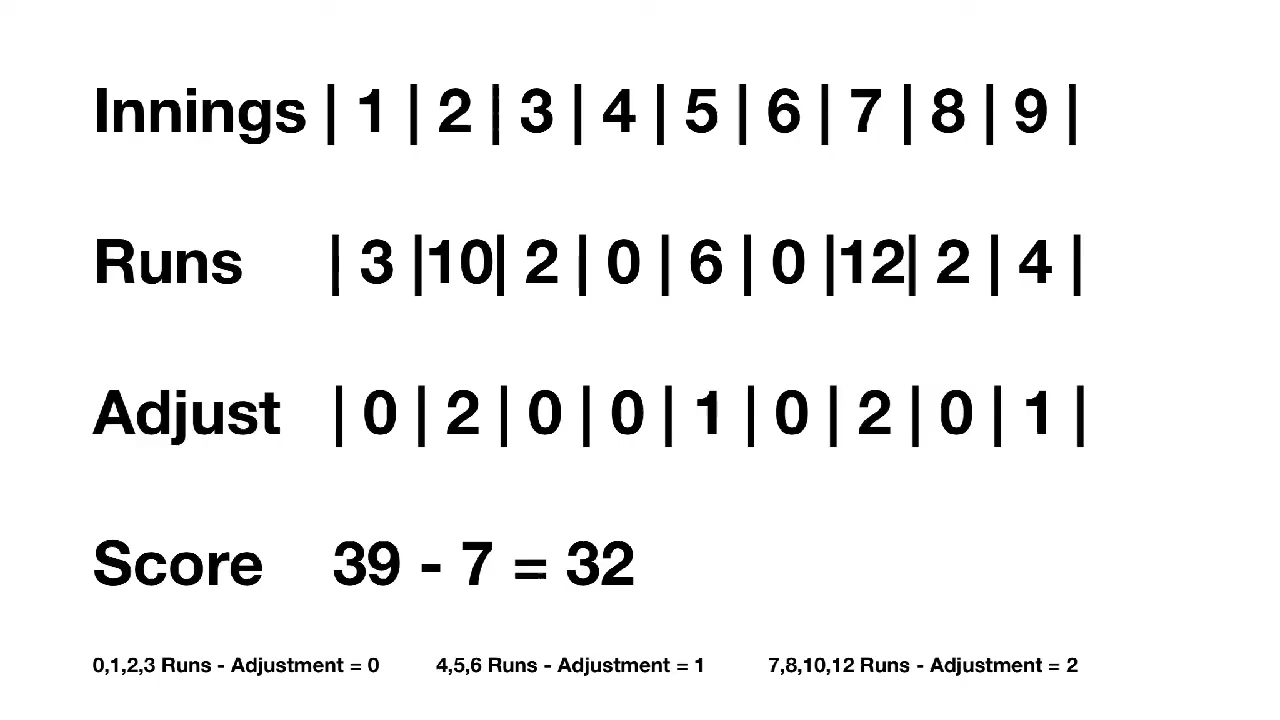 Innings | 1 | 2 | 3 | 4 | 5 | 6 | 7 | 8 | 9 |
Runs | 3 |10| 2 | 0 | 6 | 0 |12| 2 | 4 |
Adjust | 0 | 2 | 0 | 0 | 1 | 0 | 2 | 0 | 1 |
Score 39 - 7 = 32
0,1,2,3 Runs - Adjustment = 0 4,5,6 Runs - Adjustment = 1 7,8,10,12 Runs - Adjustment = 2